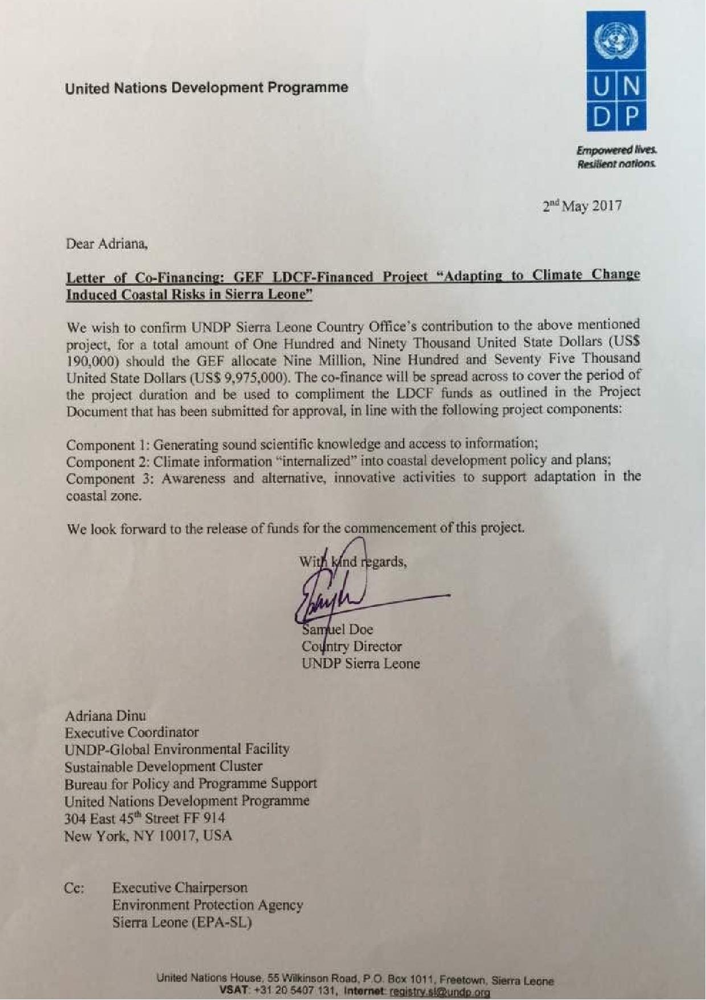 United Nations Development Programme
U N
D P
Empowered lives.
Resilient nations.
2nd May 2017
Dear Adriana,
Letter of Co-Financing: GEF LDCF-Financed Project “Adapting to Climate Change
Induced Coastal Risks in Sierra Leone”
We wish to confirm UNDP Sierra Leone Country Office’s contribution to the above mentioned
project, for a total amount of One Hundred and Ninety Thousand United State Dollars (US$
190,000) should the GEF allocate Nine Million, Nine Hundred and Seventy Five Thousand
United State Dollars (US$ 9,975,000). The co-finance will be spread across to cover the period of
the project duration and be used to compliment the LDCF funds as outlined in the Project
Document that has been submitted for approval, in line with the following project components:
Component 1: Generating sound scientific knowledge and access to information;
Component 2: Climate information “internalized” into coastal development policy and plans;
Component 3: Awareness and alternative, innovative activities to support adaptation in the
coastal zone.
We look forward to the release of funds for the commencement of this project.
With kind regards,
Samuel Doe
Country Director
UNDP Sierra Leone
Adriana Dinu
Executive Coordinator
UNDP-Global Environmental Facility
Sustainable Development Cluster
Bureau for Policy and Programme Support
United Nations Development Programme
304 East 45th Street FF 914
New York, NY 10017, USA
Cc: Executive Chairperson
Environment Protection Agency
Sierra Leone (EPA-SL)
United Nations House, 55 Wilkinson Road, P.O. Box 1011, Freetown, Sierra Leone
VSAT: +31 20 5407 131, Internet: registry.sl@undp.org